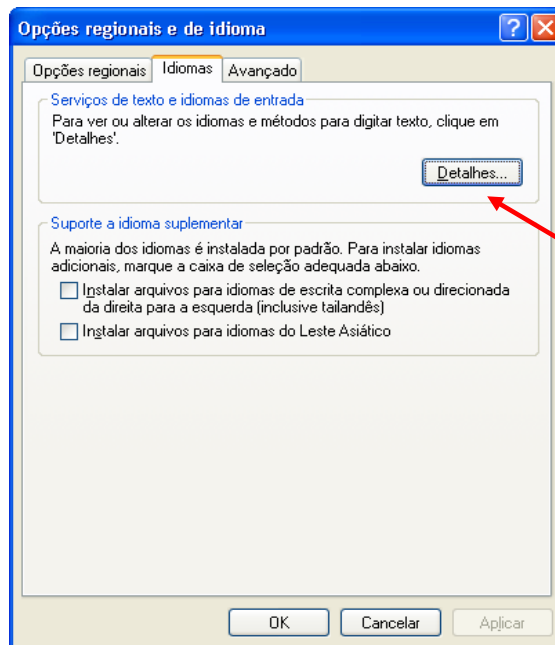 Opções regionais e de idioma
Opções regionais Idiomas Avançado
Serviços de texto e idiomas de entrada
Para ver ou alterar os idiomas e métodos para digitar texto, clique em
'Detalhes'.
Detalhes...
Suporte a idioma suplementar
A maioria dos idiomas é instalada por padrão. Para instalar idiomas
adicionais, marque a caixa de seleção adequada abaixo.
Instalar arquivos para idiomas de escrita complexa ou direcionada
da direita para a esquerda (inclusive tailandês)
Instalar arquivos para idiomas do Leste Asiático
OK Cancelar Aplicar